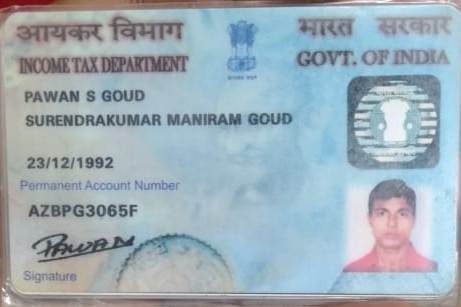 आयकर विभाग
भारत सरकार
INCOME TAX DEPARTMENT
GOVT. OF INDIA
PAWAN S GOUD
SURENDRAKUMAR MANIRAM GOUD
23/12/1992
Permanent Account Number
AZBPG3065F
PAWAN
Signature